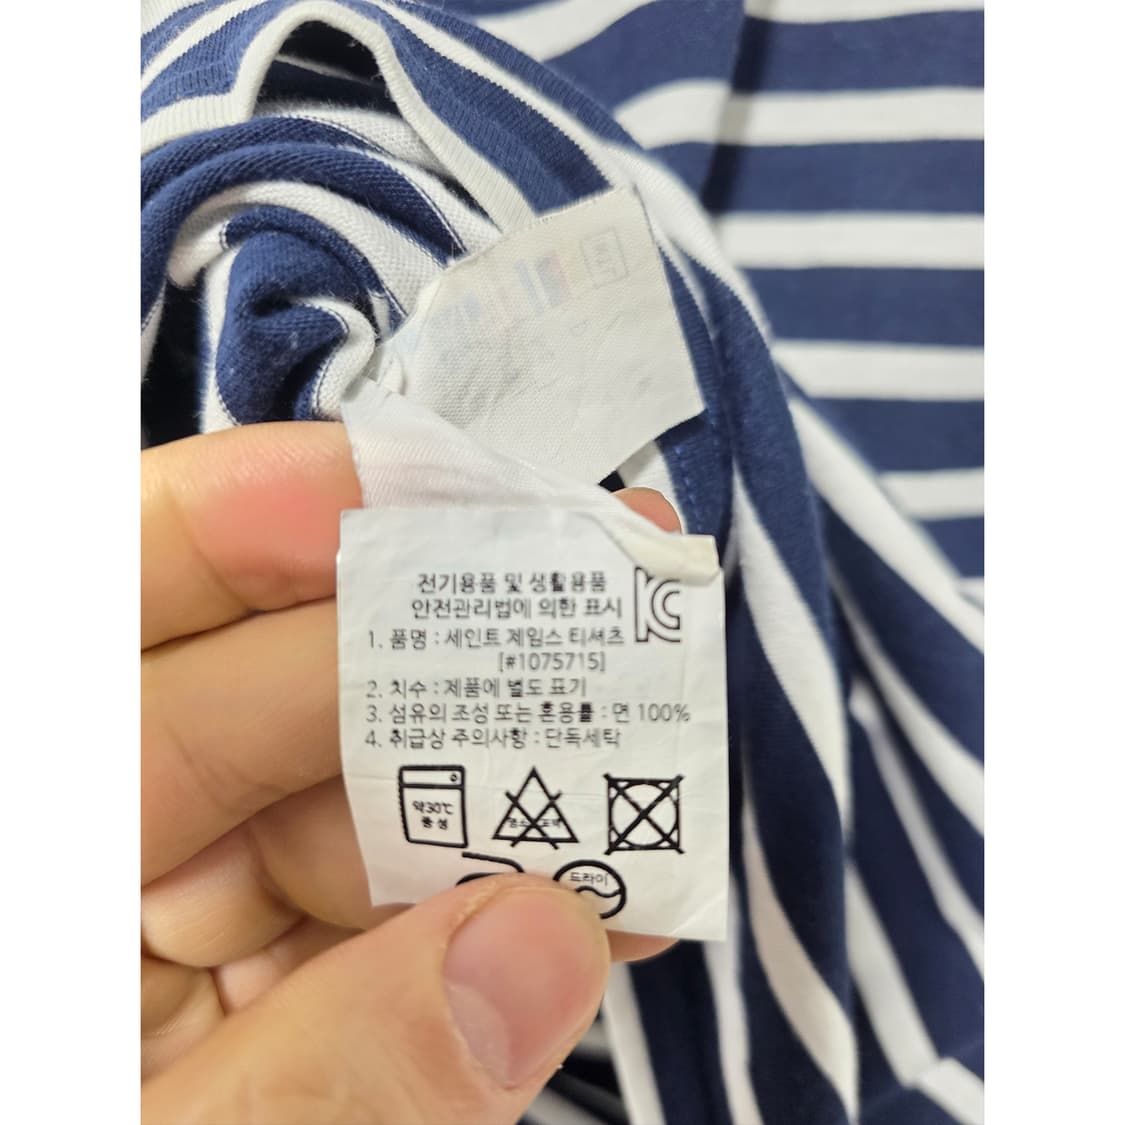 전기용품 및 생활용품
안전관리법에 의한 표시
1. 품명 : 세인트 제임스 티셔츠
[#1075715]
2. 치수 : 제품에 별도 표기
3. 섬유의 조성 또는 혼용률 : 면 100%
4. 취급상 주의사항 : 단독세탁
약30℃
중성
드라이